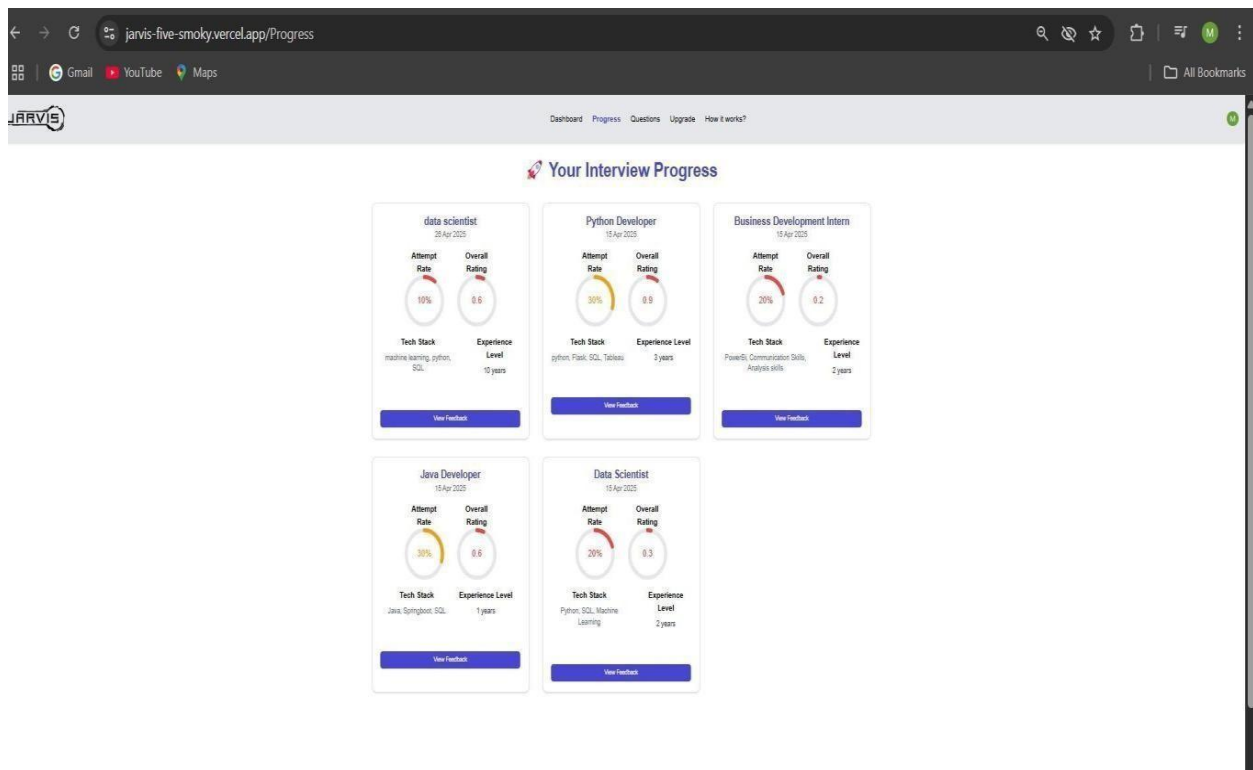 jarvis-five-smoky.vercel.app/Progress
M
Gmail YouTube Maps All Bookmarks
JARVIS
Dashboard Progress Questions Upgrade How it works?
M
🚀 Your Interview Progress
data scientist
Attempt Rate
Overall Rating
10%
0.6
Tech Stack
machine learning, python,
SQL
Experience
Level
10 years
View Feedback
Python Developer
15 Apr 2025
Attempt Rate
Overall Rating
30%
0.9
Tech Stack
python, Flask, SQL, Tableau
Experience Level
3 years
View Feedback
Business Development Intern
15 Apr 2025
Attempt Rate
Overall Rating
20%
0.2
Tech Stack
PowerBi, Communication Skills,
Analysis skills
Experience
Level
2 years
View Feedback
Java Developer
15 Apr 2025
Attempt Rate
Overall Rating
30%
0.6
Tech Stack
Java, Springboot, SQL
Experience Level
1 years
View Feedback
Data Scientist
15 Apr 2025
Attempt Rate
Overall Rating
20%
0.3
Tech Stack
Python, SQL, Machine
Learning
Experience
Level
2 years
View Feedback